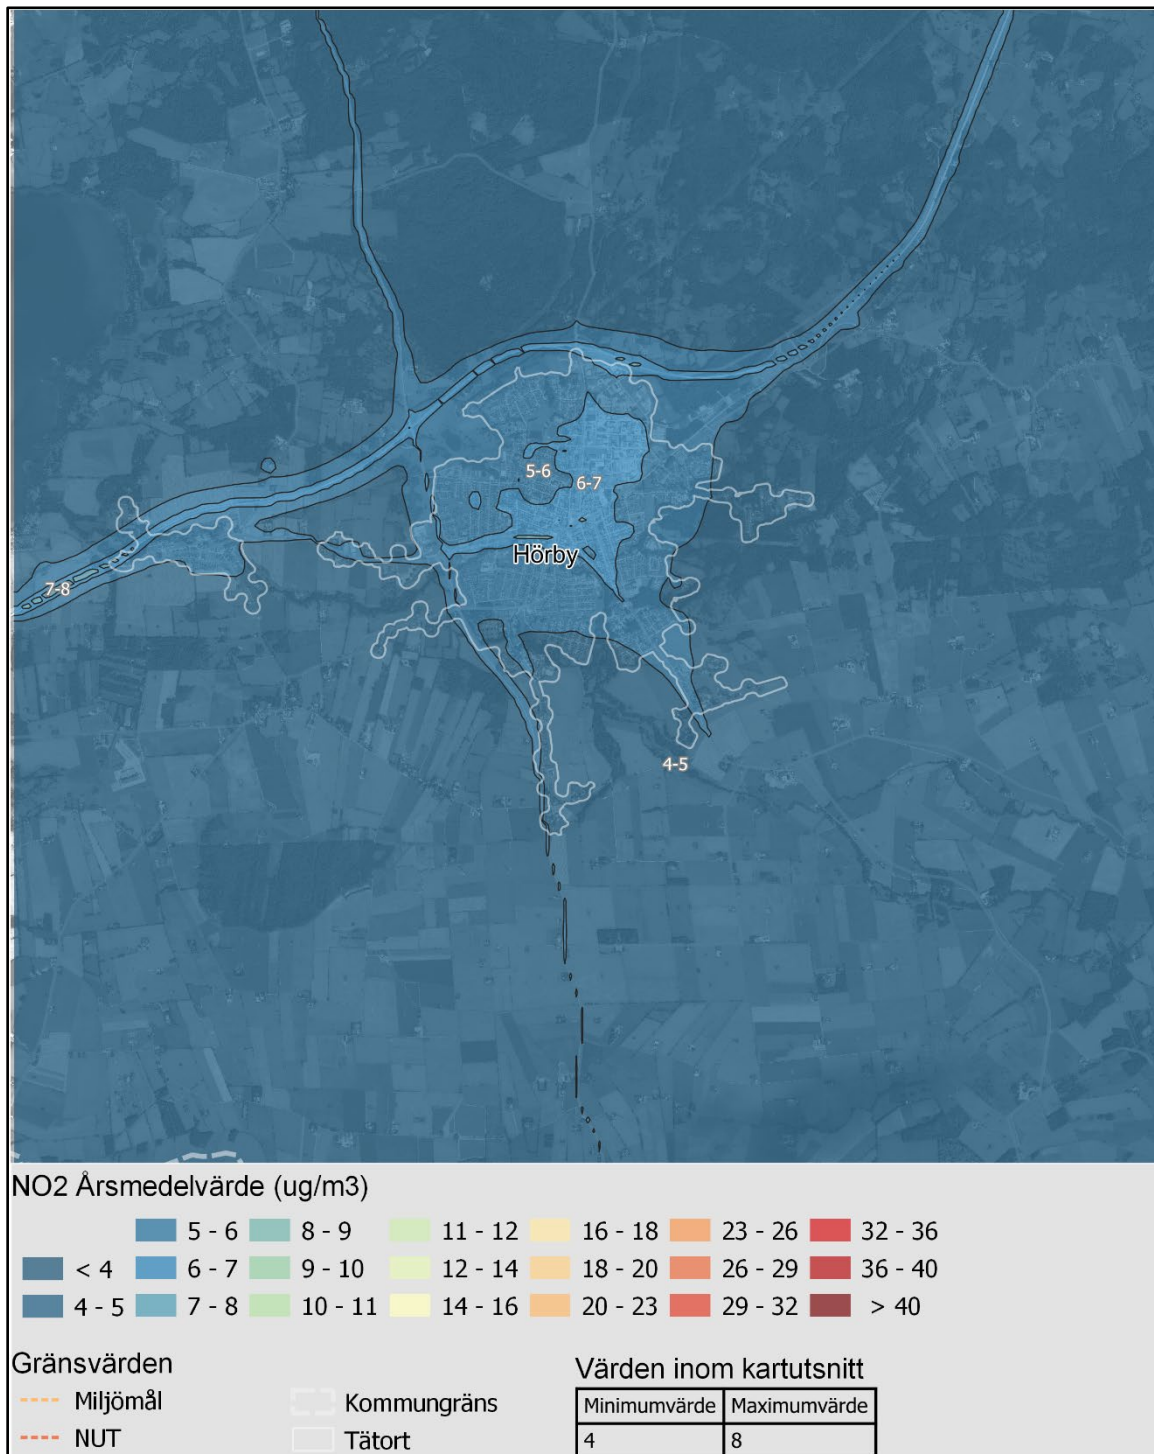 5-6
6-7
Hörby
7-8
4-5
NO2 Årsmedelvärde (ug/m3)
5 - 6 8 - 9 11 - 12 16 - 18 23 - 26 32 - 36
< 4 6 - 7 9 - 10 12 - 14 18 - 20 26 - 29 36 - 40
4 - 5 7 - 8 10 - 11 14 - 16 20 - 23 29 - 32 > 40
Gränsvärden
Miljömål
NUT
Kommungräns
Tätort
Värden inom kartutsnitt
Minimumvärde Maximumvärde
4 8